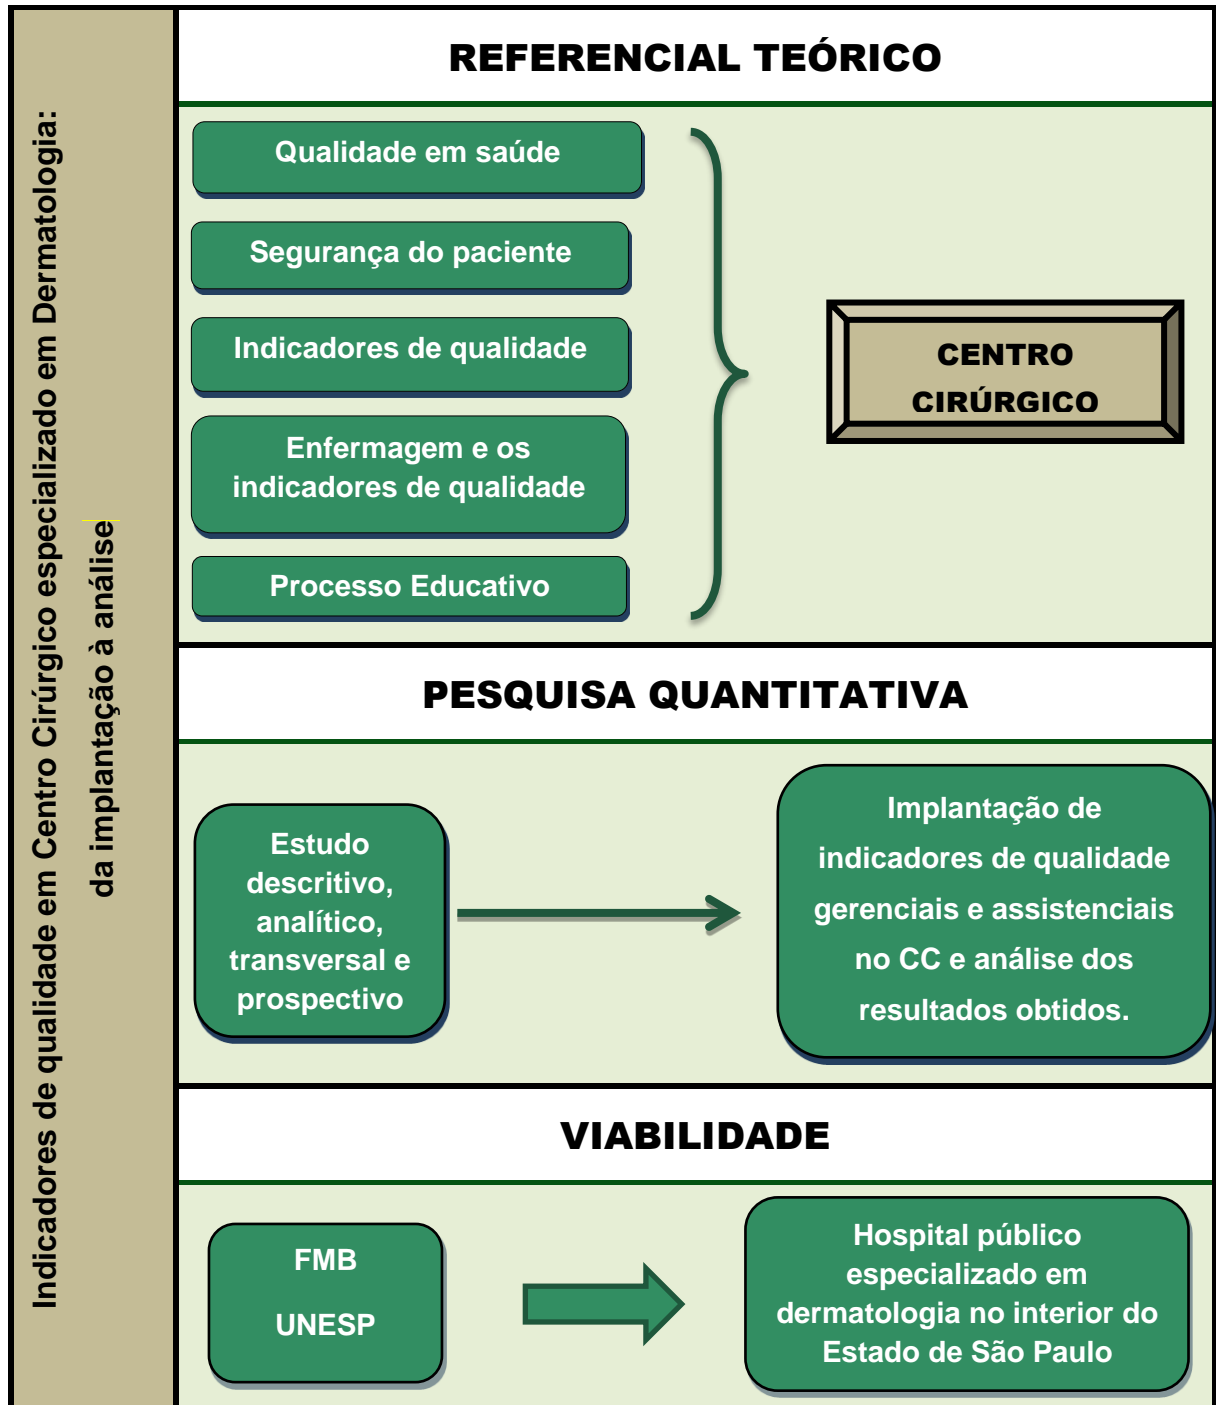 Indicadores de qualidade em Centro Cirúrgico especializado em Dermatologia:
da implantação à análise
REFERENCIAL TEÓRICO
Qualidade em saúde
Segurança do paciente
Indicadores de qualidade
Enfermagem e os
indicadores de qualidade
Processo Educativo
CENTRO
CIRÚRGICO
PESQUISA QUANTITATIVA
Estudo
descritivo,
analítico,
transversal e
prospectivo
Implantação de
indicadores de qualidade
gerenciais e assistenciais
no CC e análise dos
resultados obtidos.
VIABILIDADE
FMB
UNESP
Hospital público
especializado em
dermatologia no interior do
Estado de São Paulo